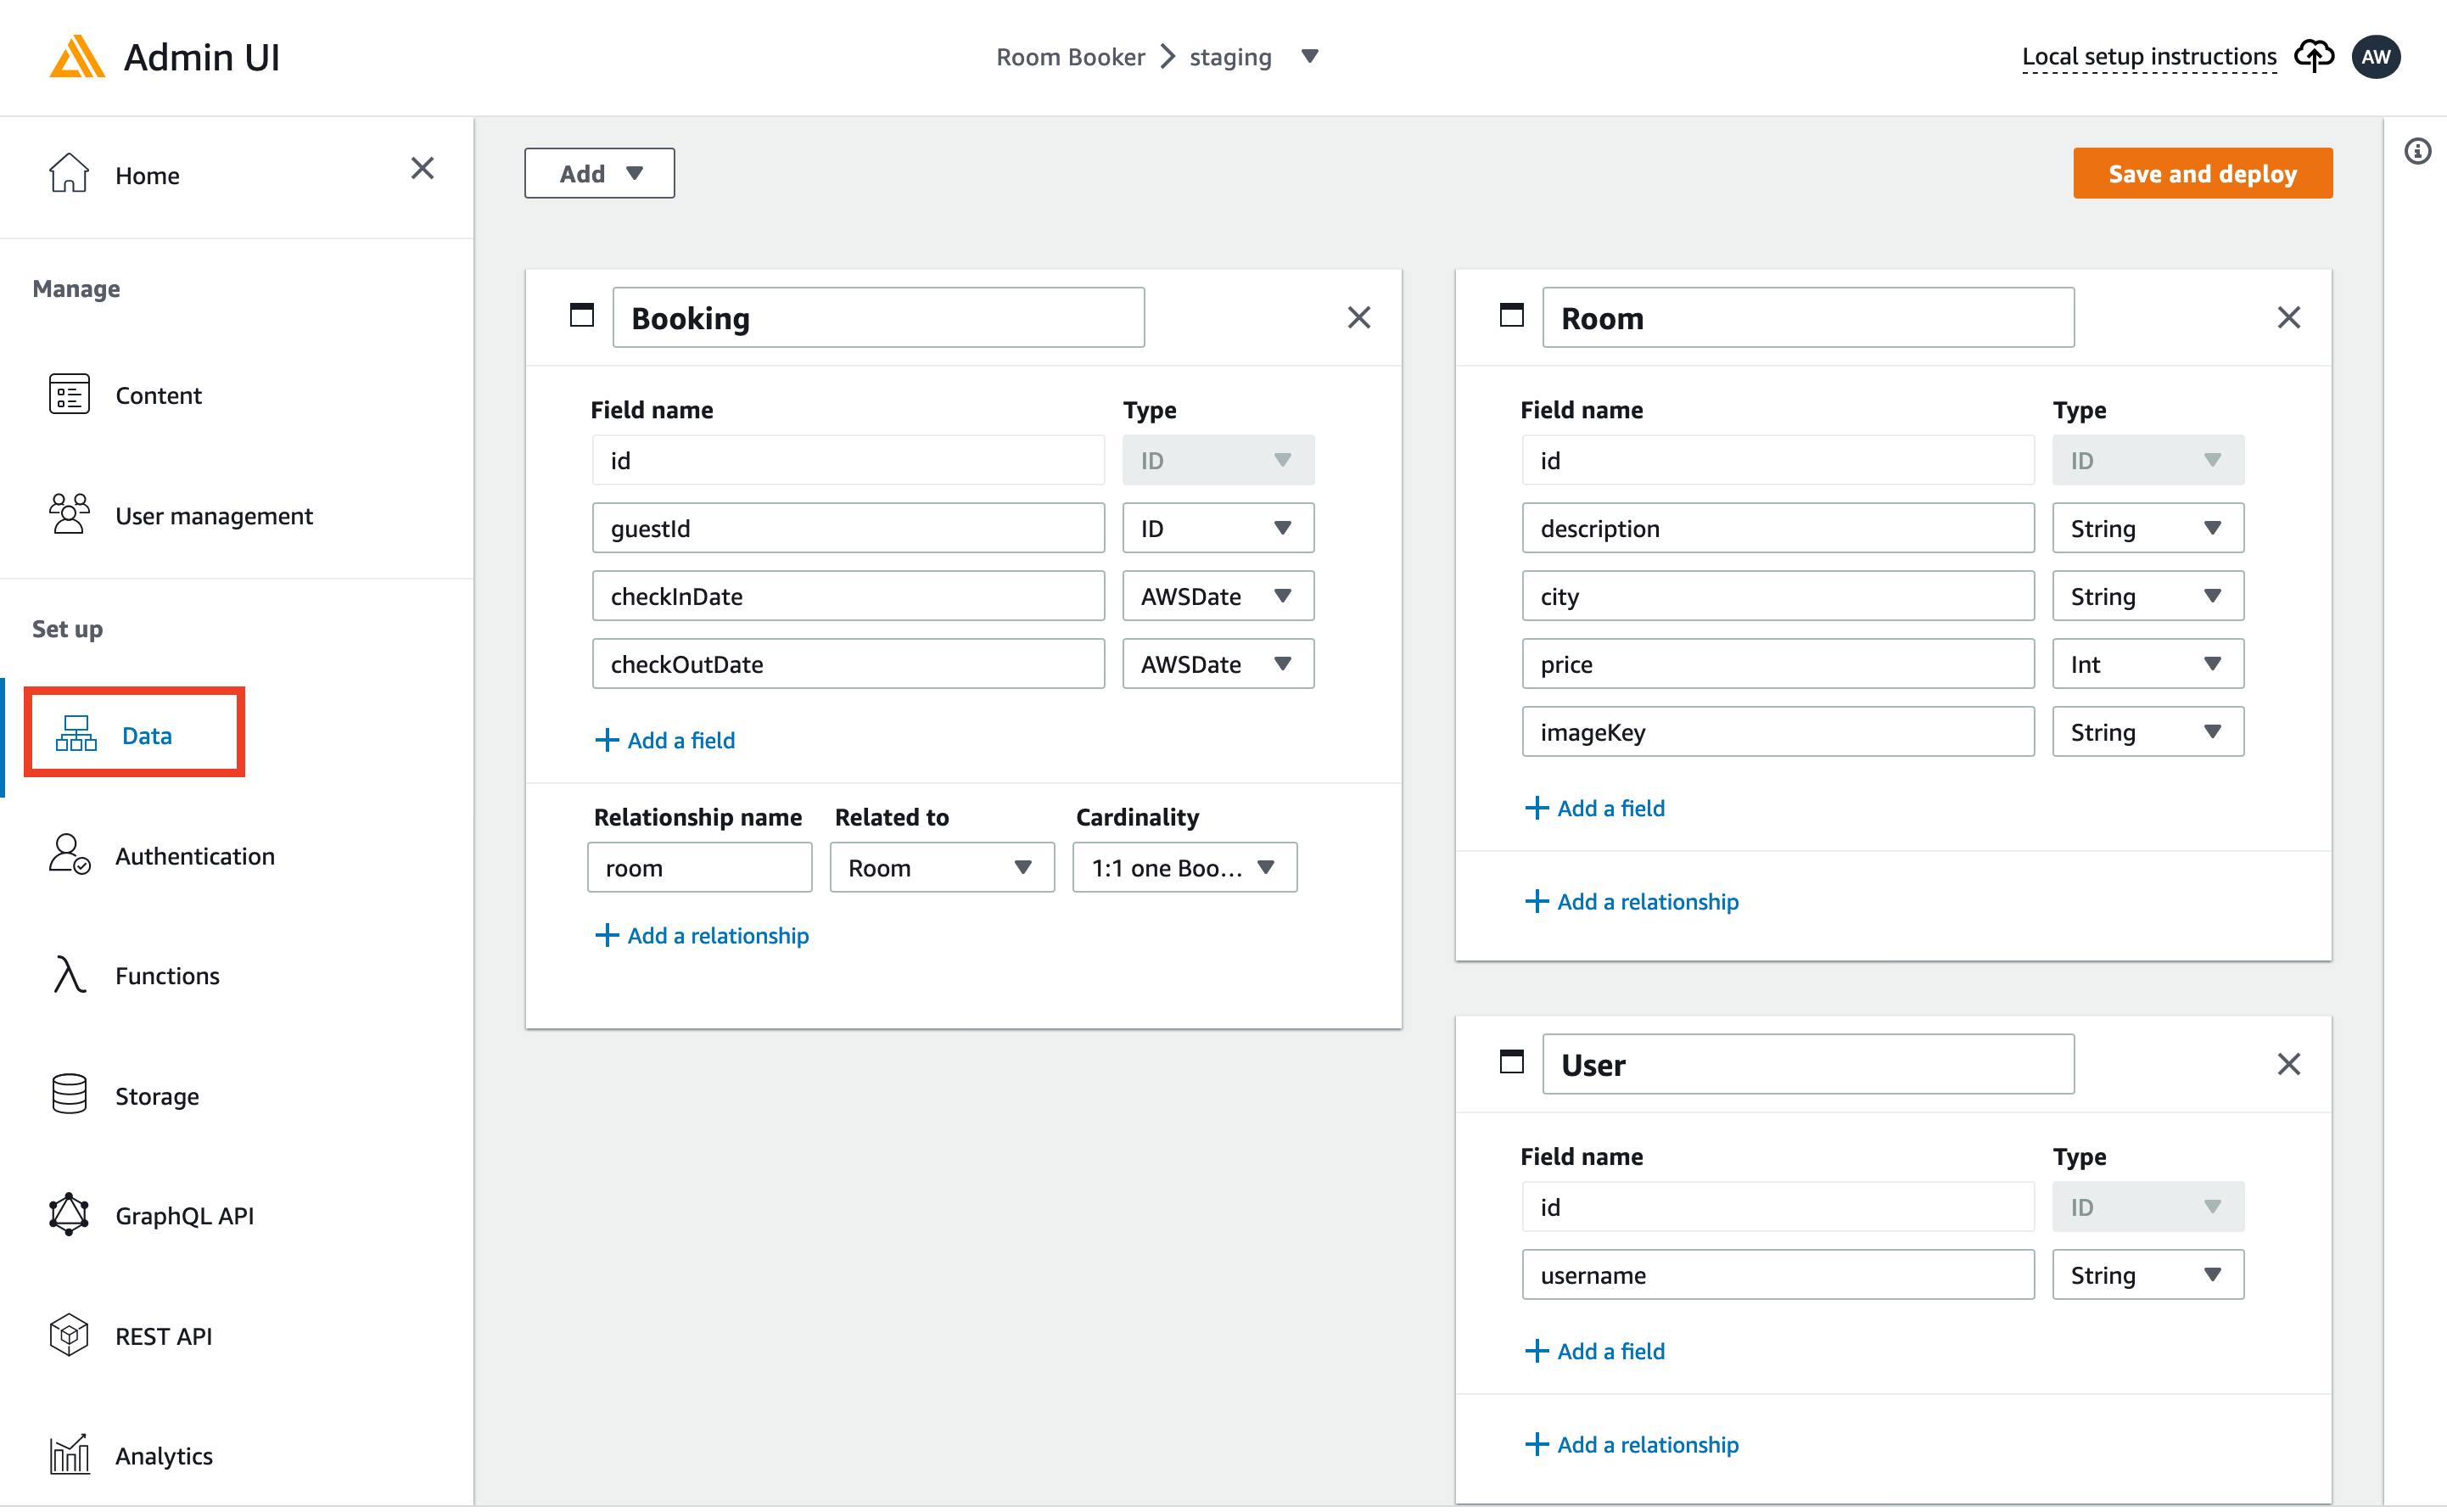 Admin UI
Room Booker
staging
Local setup instructions
AW
Home
Manage
Content
User management
Set up
Data
Authentication
Functions
Storage
GraphQL API
REST API
Analytics
Add
Save and deploy
Booking
Field name Type
id ID
guestId ID
checkInDate AWSDate
checkOutDate AWSDate
Add a field
Relationship name Related to Cardinality
room Room 1:1 one Boo...
Add a relationship
Room
Field name Type
id ID
description String
city String
price Int
imageKey String
Add a field
Add a relationship
User
Field name Type
id ID
username String
Add a field
Add a relationship